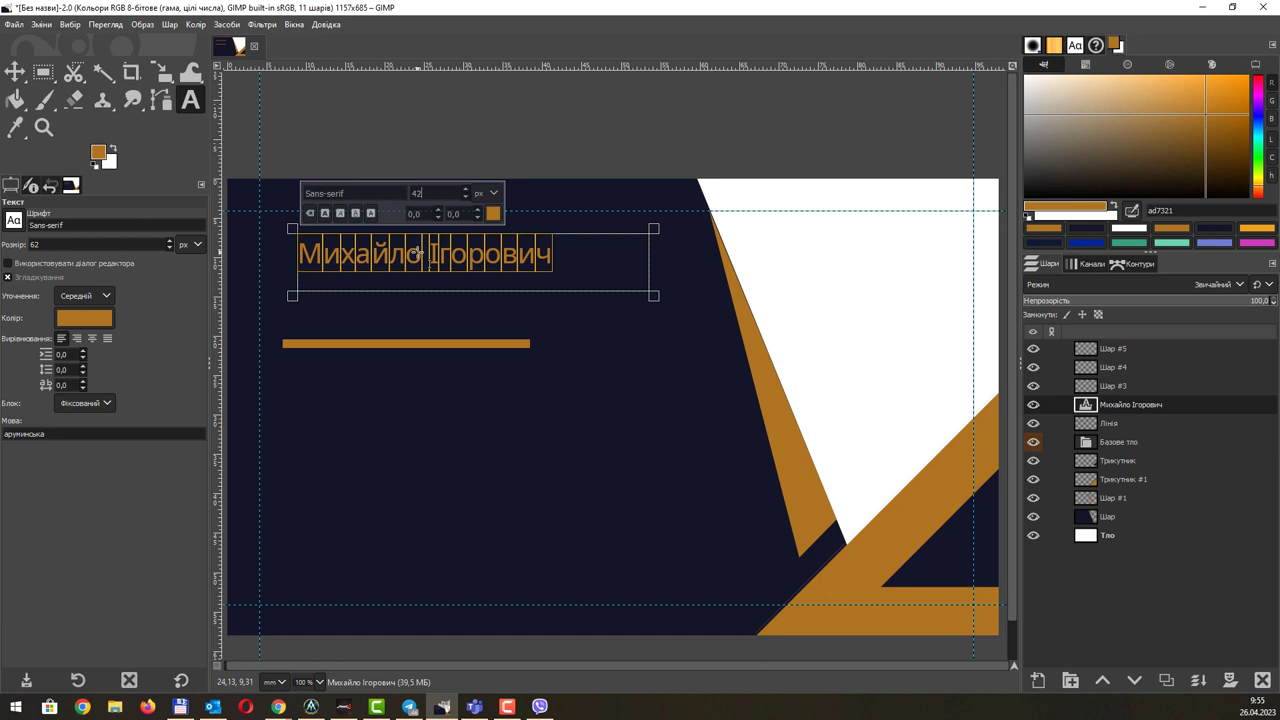 *[Без назви]-2.0 (Кольори RGB 8-бітове (гама, цілі числа), GIMP built-in sRGB, 11 шарів) 1157x685 – GIMP
Файл Зміни Вибір Перегляд Образ Шар Колір Засоби Фільтри Вікна Довідка
Текст
Шрифт
Sans-serif
Розмір: 62 px
Використовувати діалог редактора
Згладжування
Уточнення: Середній
Колір:
Вирівнювання:
0,0
0,0
0,0
Блок: Фіксований
Мова:
аруминська
Sans-serif 42 px
0,0 0,0
Михайло Ігорович
24,13, 9,31 mm 100 % Михайло Ігорович (39,5 МБ)
R
G
B
L
C
h
ad7321
Шари Канали Контури
Режим Звичайний
Непрозорість 100,0
Замкнути:
Шар #5
Шар #4
Шар #3
Михайло Ігорович
Лінія
Базове тло
Трикутник
Трикутник #1
Шар #1
Шар
Тло
9:55
26.04.2023